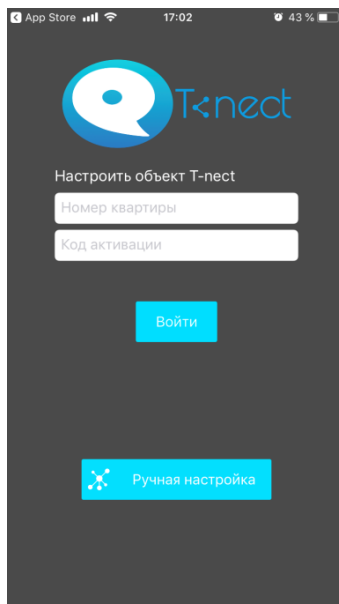 App Store 17:02 43 %
T-nect
Настроить объект T-nect
Номер квартиры
Код активации
Войти
Ручная настройка